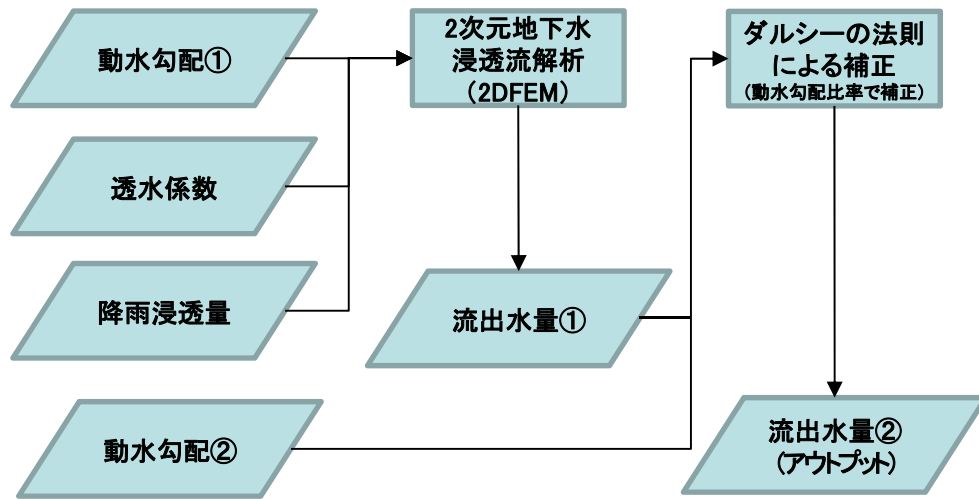 動水勾配①
透水係数
降雨浸透量
動水勾配②
2次元地下水
浸透流解析
(2DFEM)
流出水量①
ダルシーの法則
による補正
(動水勾配比率で補正)
流出水量②
(アウトプット)